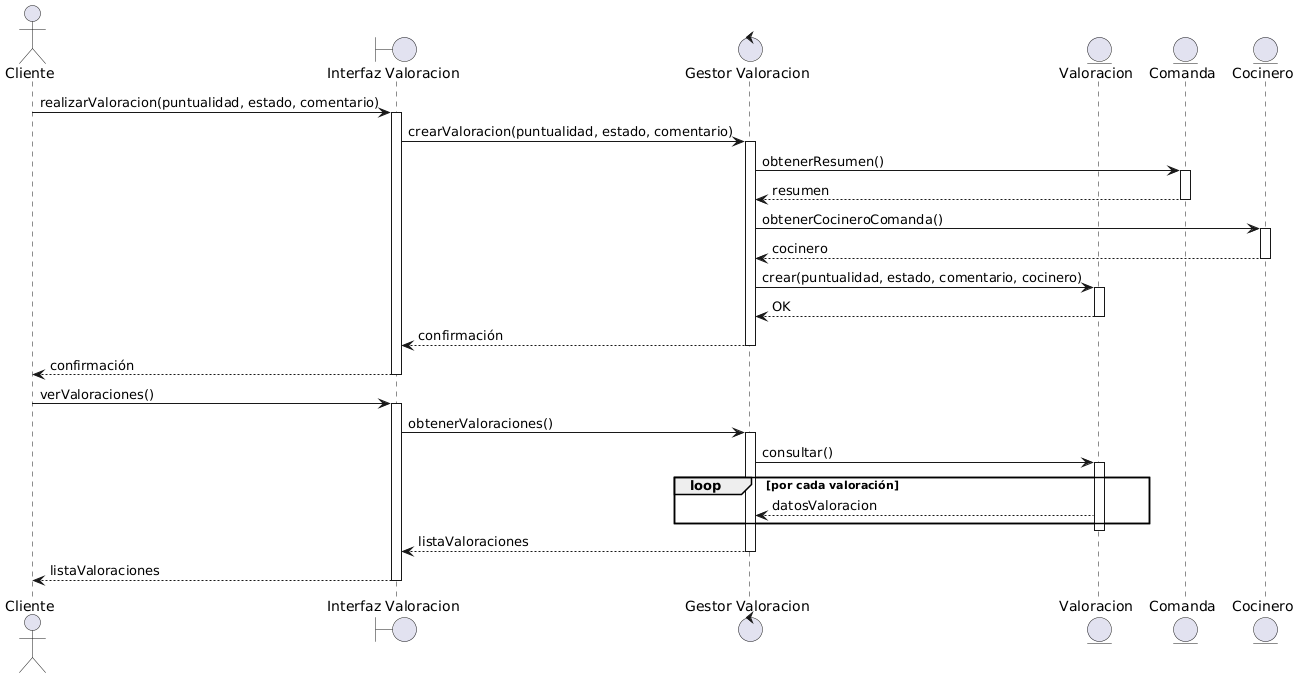 Cliente
Interfaz Valoracion
Gestor Valoracion
Valoracion
Comanda
Cocinero
realizarValoracion(puntualidad, estado, comentario)
crearValoracion(puntualidad, estado, comentario)
obtenerResumen()
resumen
obtenerCocineroComanda()
cocinero
crear(puntualidad, estado, comentario, cocinero)
OK
confirmación
confirmación
verValoraciones()
obtenerValoraciones()
consultar()
loop [por cada valoración]
datosValoracion
listaValoraciones
listaValoraciones
Cliente
Interfaz Valoracion
Gestor Valoracion
Valoracion
Comanda
Cocinero